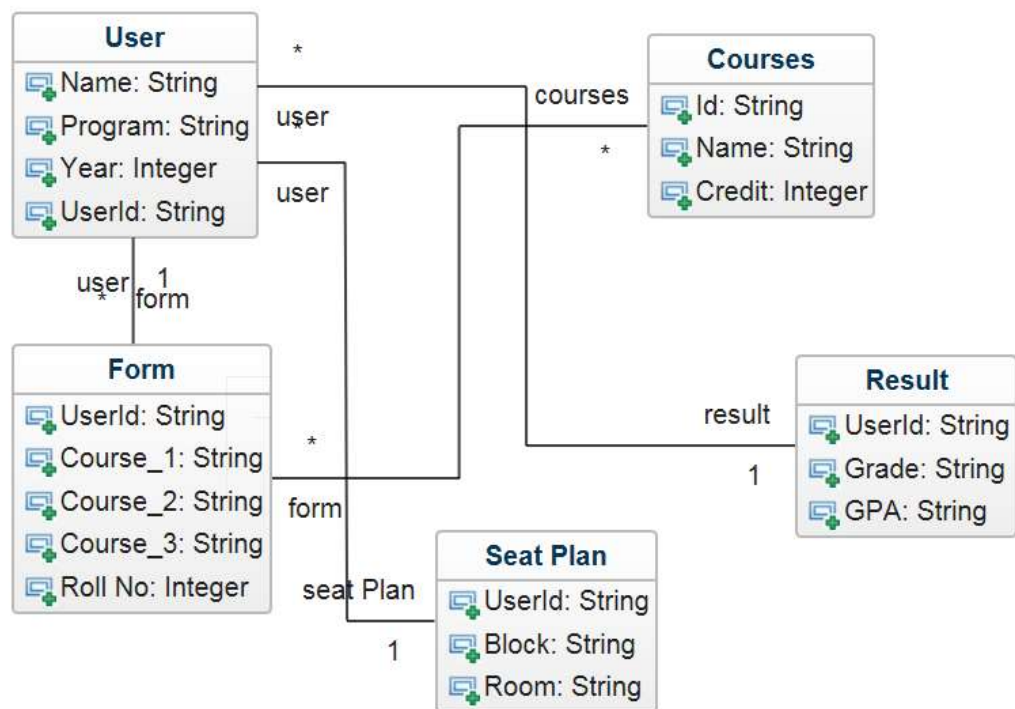 User
Name: String
Program: String
Year: Integer
UserId: String
*
user
*
user
courses
*
Courses
Id: String
Name: String
Credit: Integer
user
1
*
form
Form
UserId: String
Course_1: String
Course_2: String
Course_3: String
Roll No: Integer
*
form
seat Plan
1
Seat Plan
UserId: String
Block: String
Room: String
result
1
Result
UserId: String
Grade: String
GPA: String